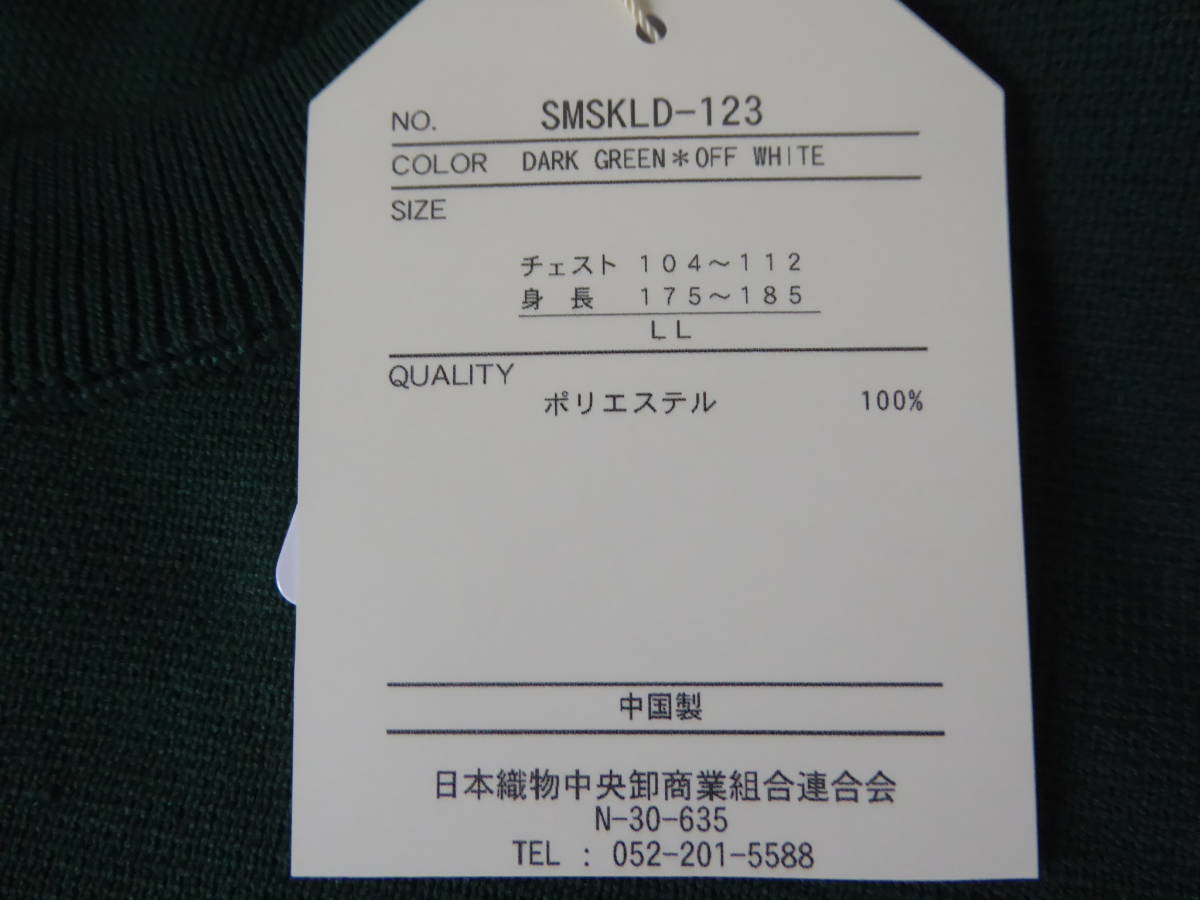 NO. SMSKLD-123
COLOR DARK GREEN*OFF WHITE
SIZE
チェスト 104～112
身長 175～185
LL
QUALITY
ポリエステル 100%
中国製
日本織物中央卸商業組合連合会
N-30-635
TEL : 052-201-5588